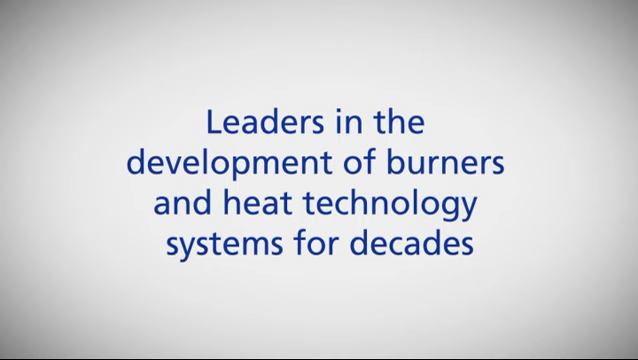 Leaders in the
development of burners
and heat technology
systems for decades